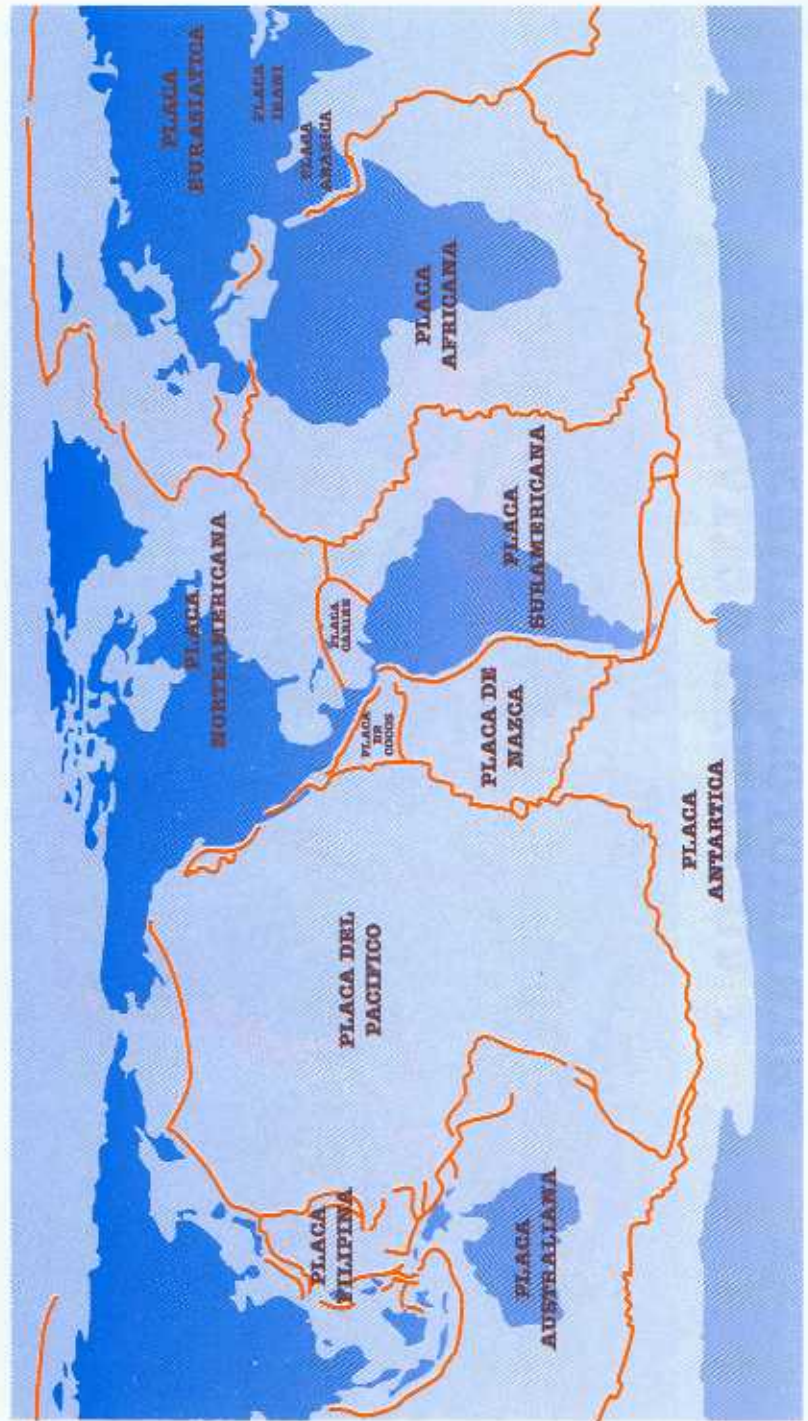 PLACA
EURASIATICA
PLACA
IRANI
PLACA
ARABICA
PLACA
AFRICANA
PLACA
NORTEAMERICANA
PLACA
CARIBE
PLACA
SURAMERICANA
PLACA
DE
COCOS
PLACA DE
NAZCA
PLACA
ANTARTICA
PLACA DEL
PACIFICO
PLACA
FILIPINA
PLACA
AUSTRALIANA